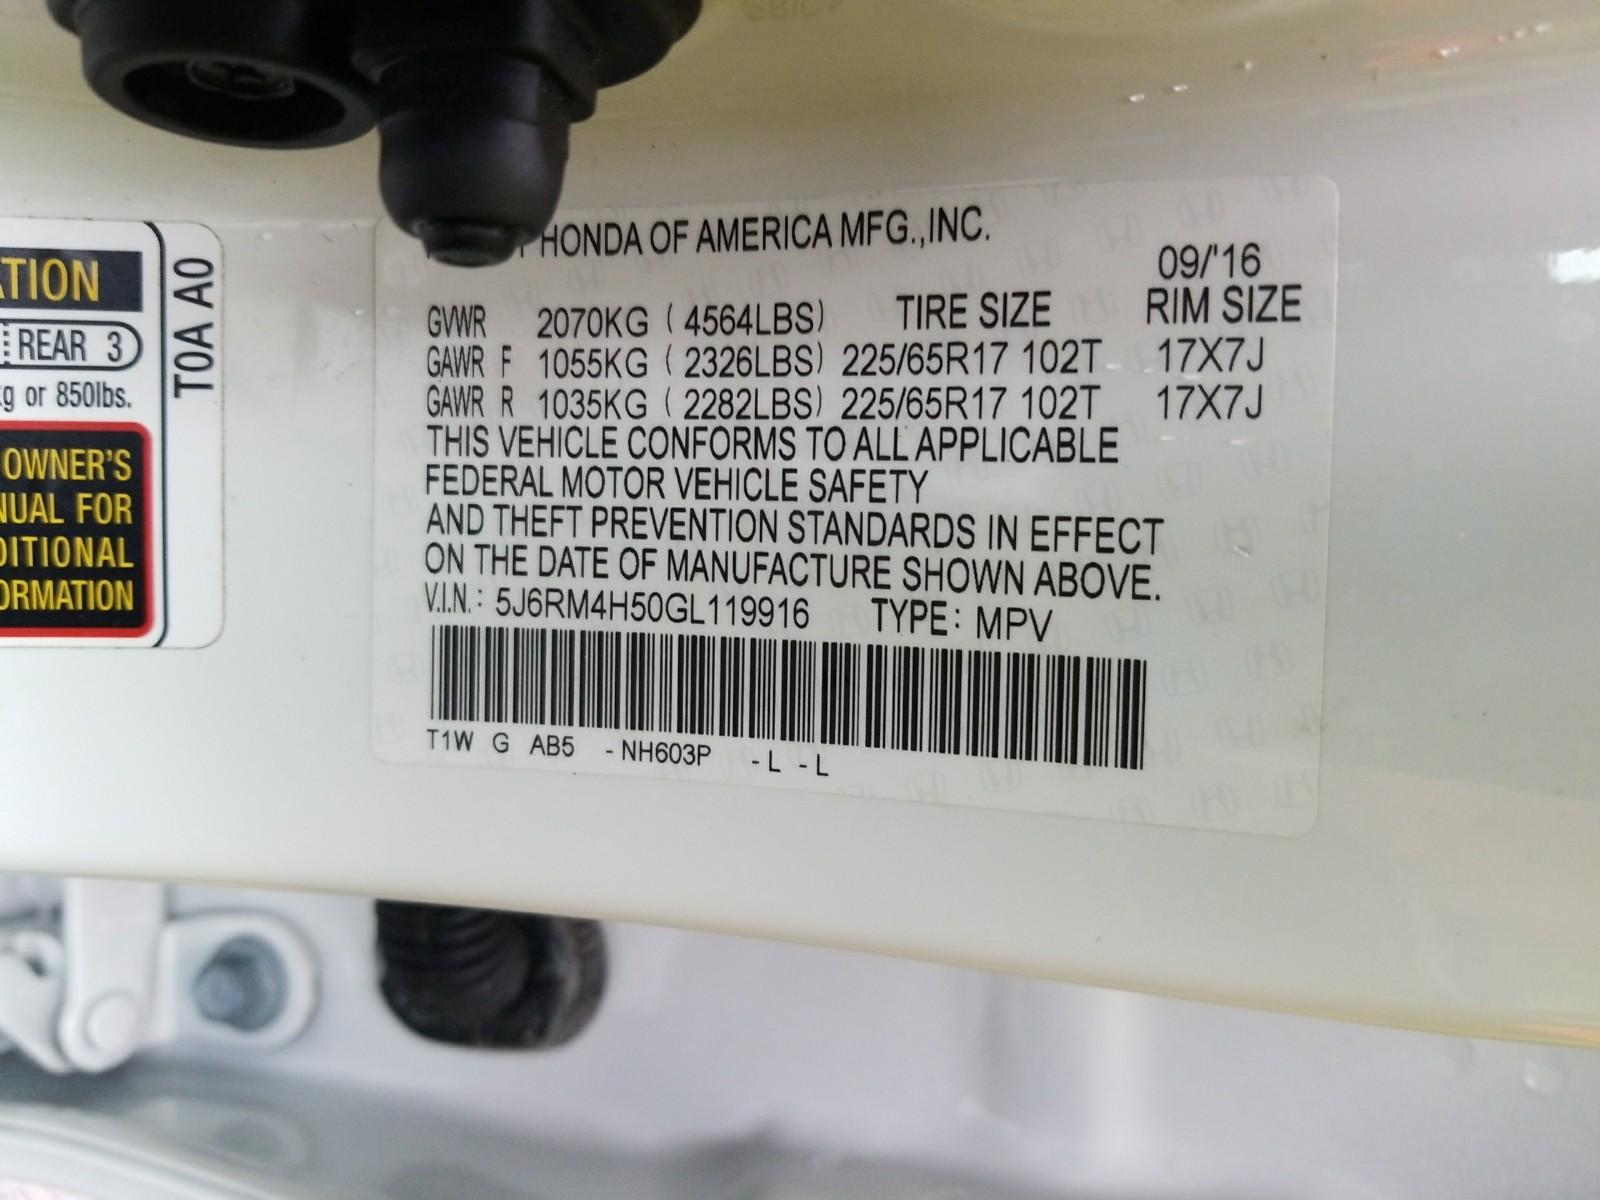 TION
REAR 3
g or 850lbs.
OWNER'S
NUAL FOR
DITIONAL
ORMATION
T0A A0
HONDA OF AMERICA MFG.,INC.
09/'16
GVWR 2070KG (4564LBS) TIRE SIZE RIM SIZE
GAWR F 1055KG (2326LBS) 225/65R17 102T 17X7J
GAWR R 1035KG (2282LBS) 225/65R17 102T 17X7J
THIS VEHICLE CONFORMS TO ALL APPLICABLE
FEDERAL MOTOR VEHICLE SAFETY
AND THEFT PREVENTION STANDARDS IN EFFECT
ON THE DATE OF MANUFACTURE SHOWN ABOVE.
V.I.N.: 5J6RM4H50GL119916 TYPE: MPV
T1W G AB5 -NH603P -L -L